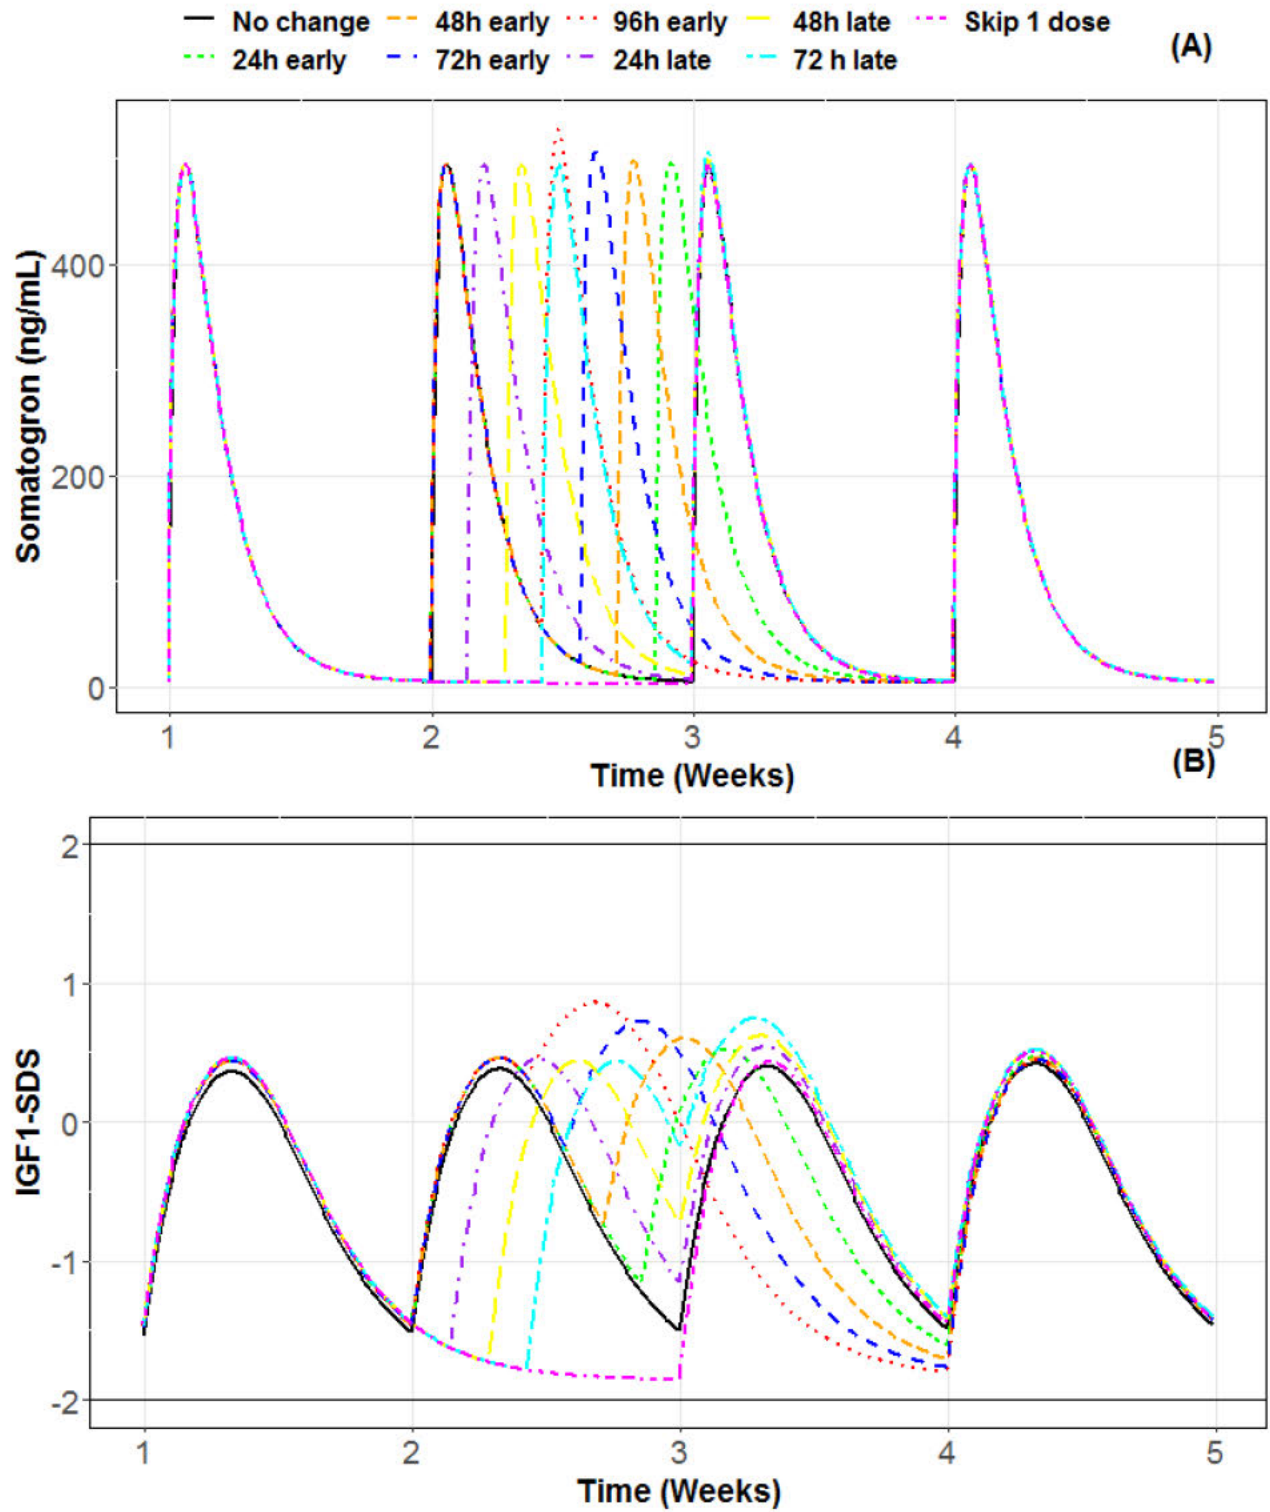 No change 48h early 96h early 48h late Skip 1 dose
24h early 72h early 24h late 72 h late
(A)
400
200
0
Somatogron (ng/mL)
1 2 3 4 5
Time (Weeks)
(B)
2
1
0
-1
-2
IGF1-SDS
1 2 3 4 5
Time (Weeks)